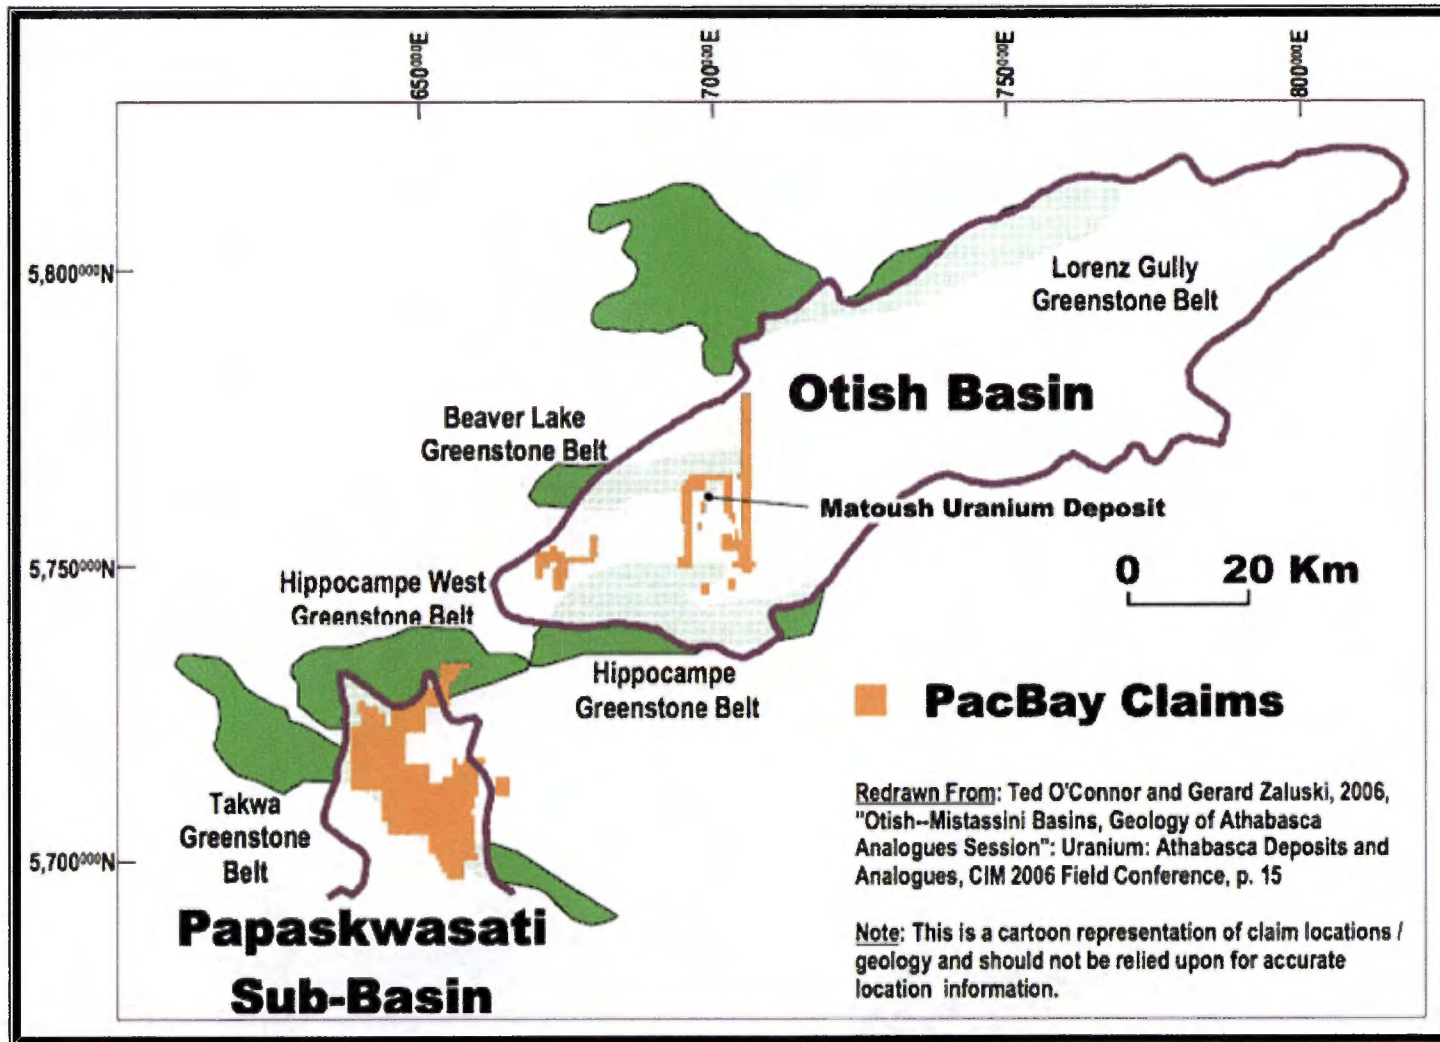 650000E
700000E
750000E
800000E
5,800000N
Lorenz Gully
Greenstone Belt
Otish Basin
Beaver Lake
Greenstone Belt
Matoush Uranium Deposit
5,750000N
Hippocampe West
Greenstone Belt
0 20 Km
Hippocampe
Greenstone Belt
PacBay Claims
Takwa
Greenstone
Belt
Redrawn From: Ted O'Connor and Gerard Zaluski, 2006,
"Otish--Mistassini Basins, Geology of Athabasca
Analogues Session": Uranium: Athabasca Deposits and
Analogues, CIM 2006 Field Conference, p. 15
5,700000N
Papaskwasati
Sub-Basin
Note: This is a cartoon representation of claim locations /
geology and should not be relied upon for accurate
location information.